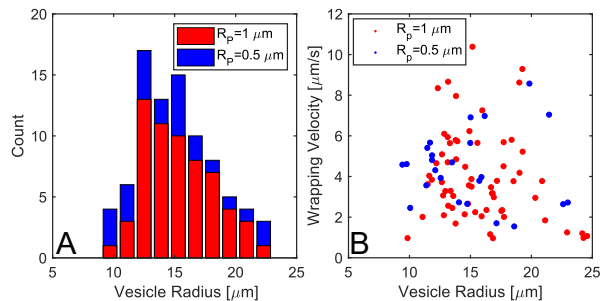 20
15
10
5
0
Count
R_P=1 μm
R_P=0.5 μm
A
5
10
15
20
25
Vesicle Radius [μm]
12
10
8
6
4
2
0
Wrapping Velocity [μm/s]
R_p=1 μm
R_p=0.5 μm
B
5
10
15
20
25
Vesicle Radius [μm]